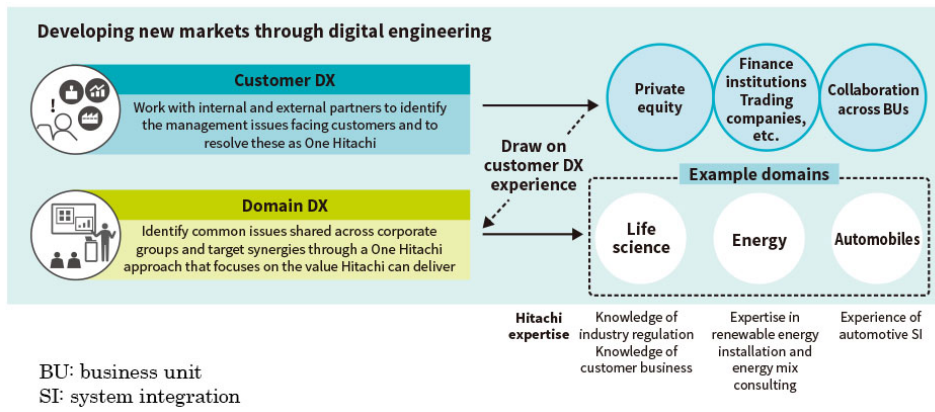 Developing new markets through digital engineering
Customer DX
Work with internal and external partners to identify
the management issues facing customers and to
resolve these as One Hitachi
Domain DX
Identify common issues shared across corporate
groups and target synergies through a One Hitachi
approach that focuses on the value Hitachi can deliver
Draw on
customer DX
experience
Private
equity
Finance
institutions
Trading
companies,
etc.
Collaboration
across BUs
Example domains
Life
science
Energy
Automobiles
Hitachi
expertise
Knowledge of
industry regulation
Knowledge of
customer business
Expertise in
renewable energy
installation and
energy mix
consulting
Experience of
automotive SI
BU: business unit
SI: system integration